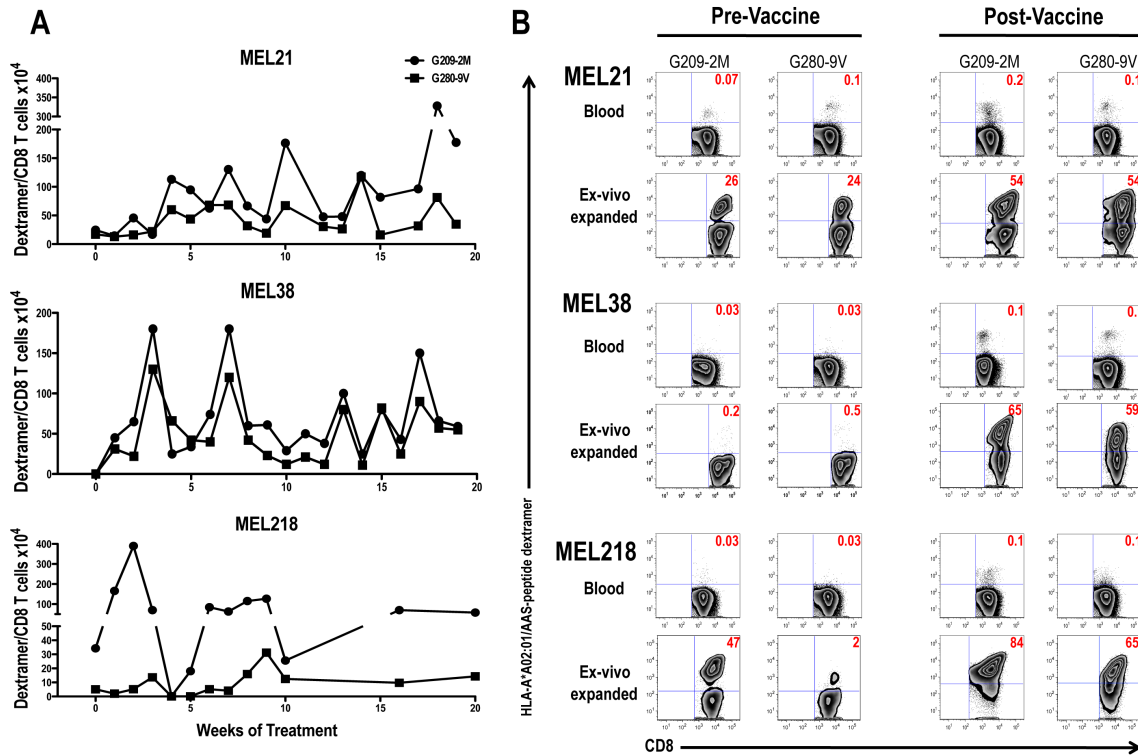 A
MEL21
G209-2M
G280-9V
Dextramer/CD8 T cells x10⁴
400
350
300
200
150
100
50
0
0 5 10 15 20
MEL38
Dextramer/CD8 T cells x10⁴
200
150
100
50
0
0 5 10 15 20
MEL218
Dextramer/CD8 T cells x10⁴
400
300
200
100
50
40
30
20
10
0
0 5 10 15 20
Weeks of Treatment
B
Pre-Vaccine Post-Vaccine
G209-2M G280-9V G209-2M G280-9V
MEL21
Blood
0.07 0.1 0.2 0.1
Ex-vivo
expanded
26 24 54 54
MEL38
Blood
0.03 0.03 0.1 0.
Ex-vivo
expanded
0.2 0.5 65 59
MEL218
Blood
0.03 0.03 0.1 0.1
Ex-vivo
expanded
47 2 84 65
HLA-A*A02:01/AAS-peptide dextramer
CD8